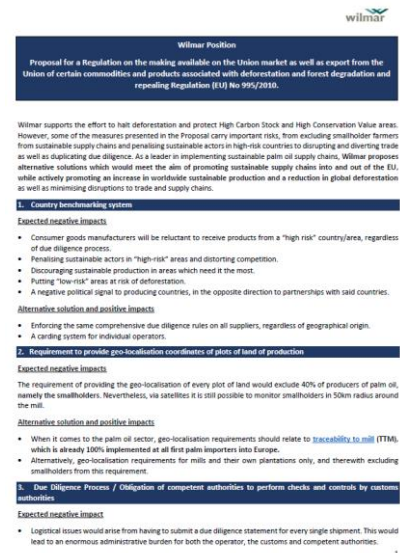 wilmar
Wilmar Position
Proposal for a Regulation on the making available on the Union market as well as export from the
Union of certain commodities and products associated with deforestation and forest degradation and
repealing Regulation (EU) No 995/2010.
Wilmar supports the effort to halt deforestation and protect High Carbon Stock and High Conservation Value areas.
However, some of the measures presented in the Proposal carry important risks, from excluding smallholder farmers
from sustainable supply chains and penalising sustainable actors in high-risk countries to disrupting and diverting trade
as well as duplicating due diligence. As a leader in implementing sustainable palm oil supply chains, Wilmar proposes
alternative solutions which would meet the aim of promoting sustainable supply chains into and out of the EU,
while actively promoting an increase in worldwide sustainable production and a reduction in global deforestation
as well as minimising disruptions to trade and supply chains.
1. Country benchmarking system
Expected negative impacts
• Consumer goods manufacturers will be reluctant to receive products from a "high risk" country/area, regardless
of due diligence process.
• Penalising sustainable actors in "high-risk" areas and distorting competition.
• Discouraging sustainable production in areas which need it the most.
• Putting "low-risk" areas at risk of deforestation.
• A negative political signal to producing countries, in the opposite direction to partnerships with said countries.
Alternative solution and positive impacts
• Enforcing the same comprehensive due diligence rules on all suppliers, regardless of geographical origin.
• A carding system for individual operators.
2. Requirement to provide geo-localisation coordinates of plots of land of production
Expected negative impacts
The requirement of providing the geo-localisation of every plot of land would exclude 40% of producers of palm oil,
namely the smallholders. Nevertheless, via satellites it is still possible to monitor smallholders in 50km radius around
the mill.
Alternative solution and positive impacts
• When it comes to the palm oil sector, geo-localisation requirements should relate to traceability to mill (TTM),
which is already 100% implemented at all first palm importers into Europe.
• Alternatively, geo-localisation requirements for mills and their own plantations only, and therewith excluding
smallholders from this requirement.
3. Due Diligence Process / Obligation of competent authorities to perform checks and controls by customs
authorities
Expected negative impact
• Logistical issues would arise from having to submit a due diligence statement for every single shipment. This would
lead to an enormous administrative burden for both the operator, the customs and competent authorities.